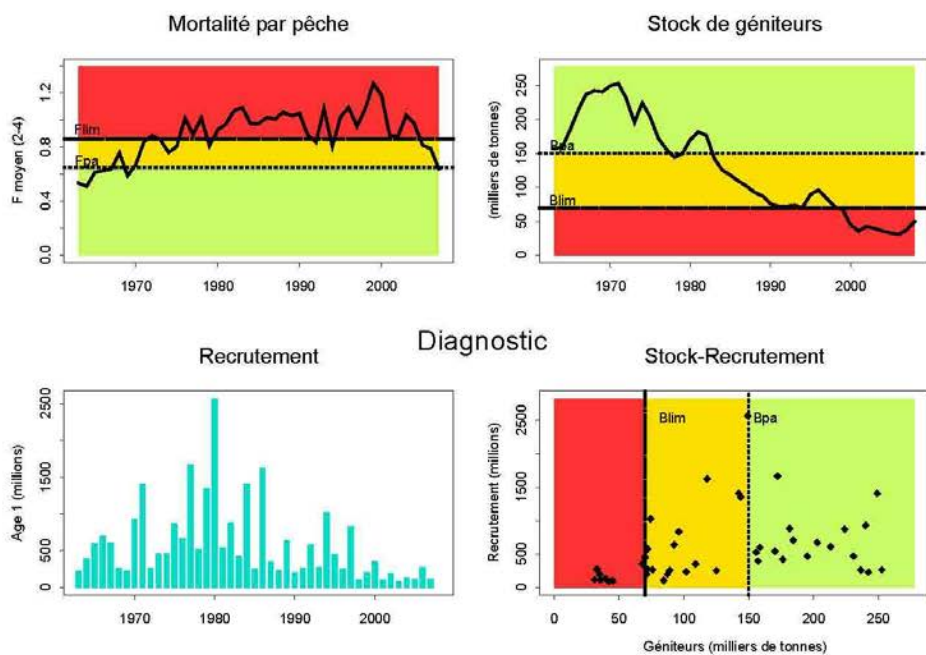 Mortalité par pêche
F moyen (2-4)
1.2
0.8
0.4
0.0
Flim
Fpa
1970
1980
1990
2000
Stock de géniteurs
(milliers de tonnes)
250
150
100
50
0
Bpa
Blim
1970
1980
1990
2000
Diagnostic
Recrutement
Age 1 (millions)
2500
1500
500
0
1970
1980
1990
2000
Stock-Recrutement
Recrutement (millions)
2500
1500
500
0
Blim
Bpa
0
50
100
150
200
250
Géniteurs (milliers de tonnes)